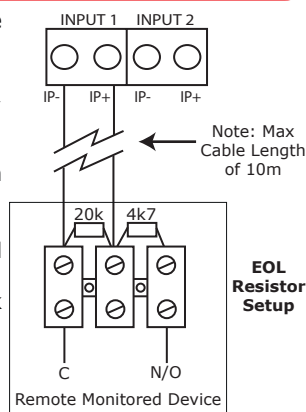 INPUT 1 INPUT 2
IP- IP+ IP- IP+
Note: Max
Cable Length
of 10m
20k 4k7
EOL
Resistor
Setup
C N/O
Remote Monitored Device